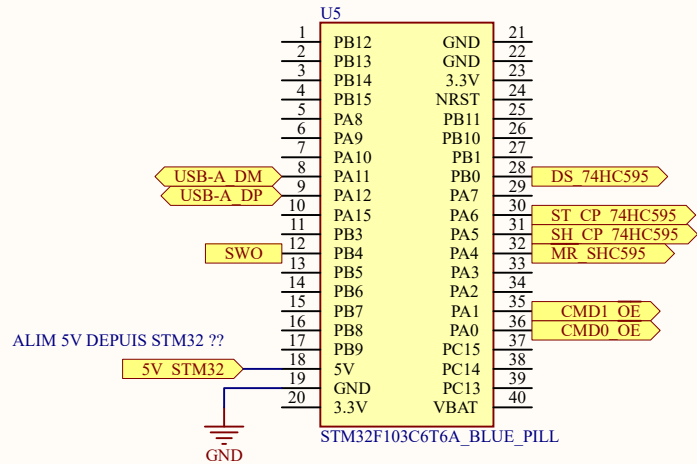 U5
1 PB12 GND 21
2 PB13 GND 22
3 PB14 3.3V 23
4 PB15 NRST 24
5 PA8 PB11 25
6 PA9 PB10 26
7 PA10 PB1 27
USB-A_DM 8 PA11 PB0 28 DS_74HC595
USB-A_DP 9 PA12 PA7 29
10 PA15 PA6 30 ST_CP_74HC595
11 PB3 PA5 31 SH_CP_74HC595
SWO 12 PB4 PA4 32 MR_SHC595
13 PB5 PA3 33
14 PB6 PA2 34
15 PB7 PA1 35 CMD1_OE
16 PB8 PA0 36 CMD0_OE
ALIM 5V DEPUIS STM32 ??
17 PB9 PC15 37
5V_STM32 18 5V PC14 38
19 GND PC13 39
20 3.3V VBAT 40
STM32F103C6T6A_BLUE_PILL
GND